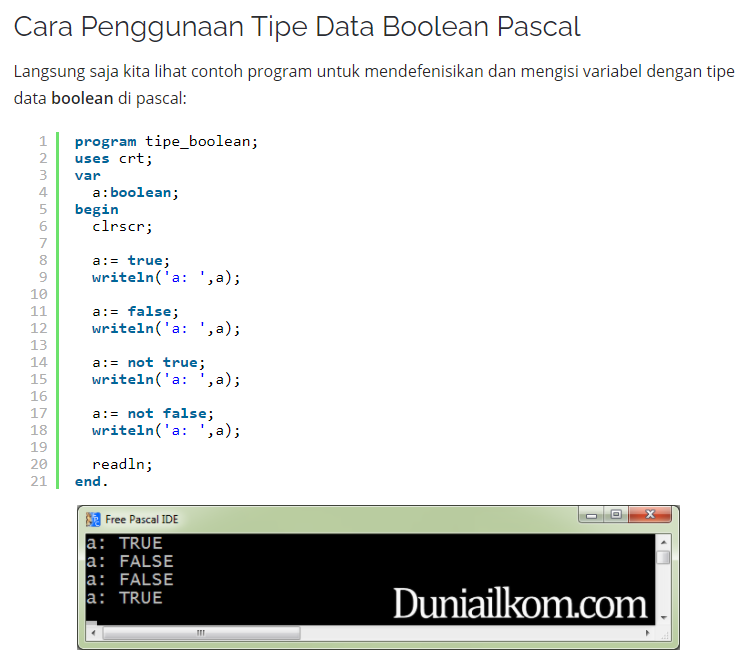 Cara Penggunaan Tipe Data Boolean Pascal
Langsung saja kita lihat contoh program untuk mendefenisikan dan mengisi variabel dengan tipe
data boolean di pascal:
1 program tipe_boolean;
2 uses crt;
3 var
4 a:boolean;
5 begin
6 clrscr;
7
8 a:= true;
9 writeln('a: ',a);
10
11 a:= false;
12 writeln('a: ',a);
13
14 a:= not true;
15 writeln('a: ',a);
16
17 a:= not false;
18 writeln('a: ',a);
19
20 readln;
21 end.
Free Pascal IDE
a: TRUE
a: FALSE
a: FALSE
a: TRUE
Duniailkom.com